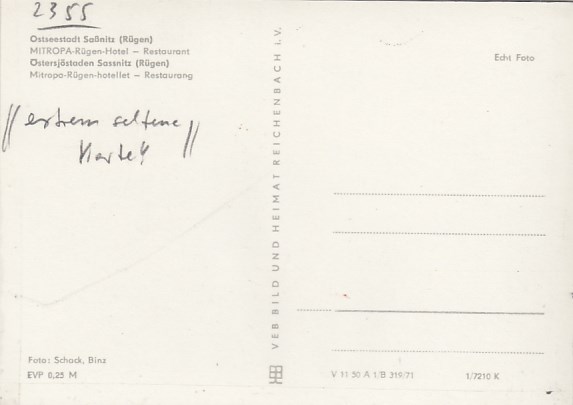 2355
Ostseestadt Saßnitz (Rügen)
MITROPA-Rügen-Hotel – Restaurant
Östersjöstaden Sassnitz (Rügen)
Mitropa-Rügen-hotellet – Restaurang
Echt Foto
// extrem seltene //
Karte!!
VEB BILD UND HEIMAT REICHENBACH i.V.
Foto: Schack, Binz
EVP 0,25 M
V 11 50 A 1/B 319/71
1/7210 K